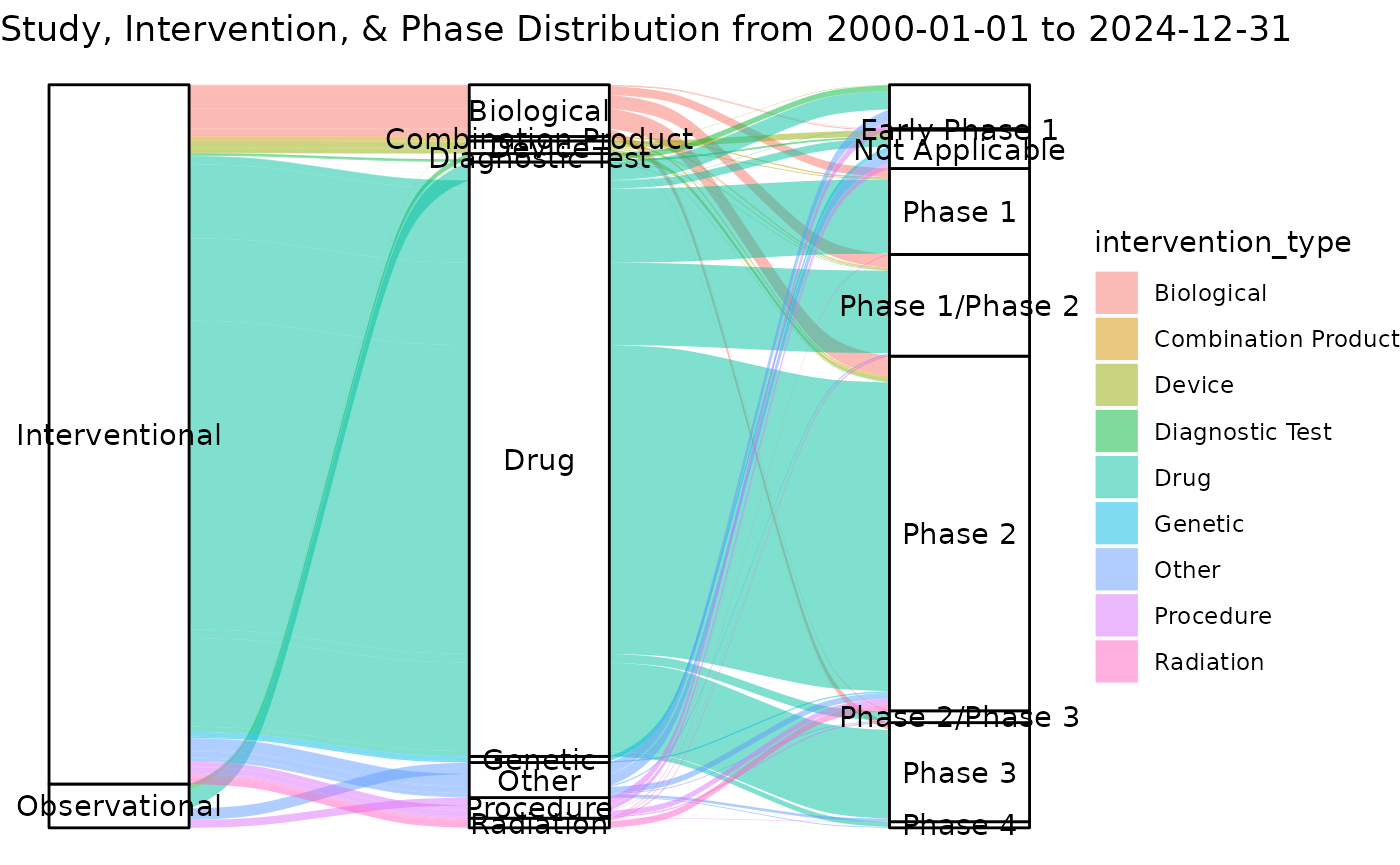 Study, Intervention, & Phase Distribution from 2000-01-01 to 2024-12-31
Interventional
Observational
Biological
Combination Product
Device
Diagnostic Test
Drug
Genetic
Other
Procedure
Radiation
Early Phase 1
Not Applicable
Phase 1
Phase 1/Phase 2
Phase 2
Phase 2/Phase 3
Phase 3
Phase 4
intervention_type
Biological
Combination Product
Device
Diagnostic Test
Drug
Genetic
Other
Procedure
Radiation